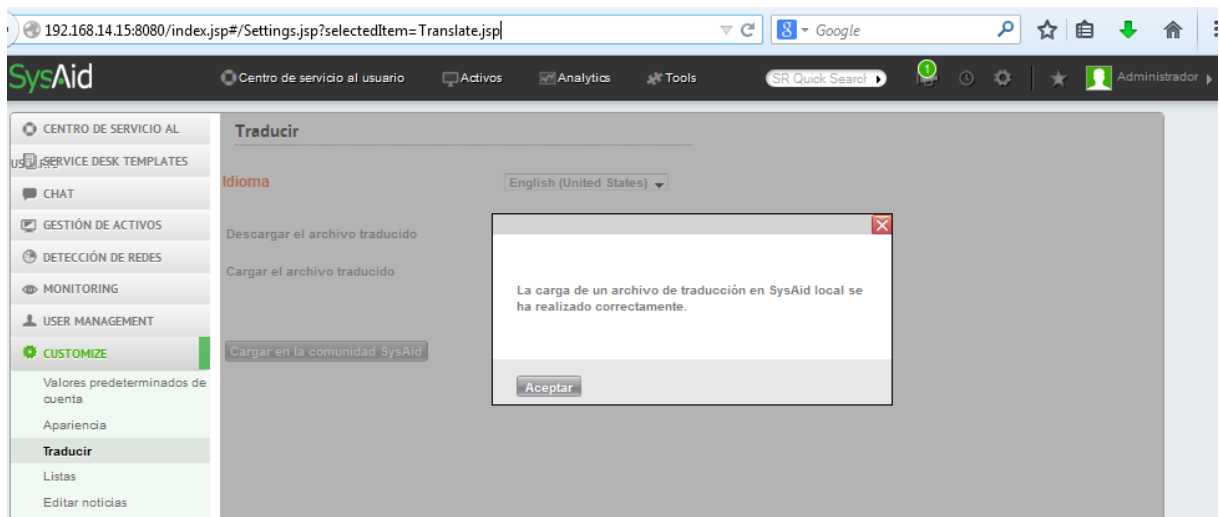 192.168.14.15:8080/index.jsp#/Settings.jsp?selectedItem=Translate.jsp
8 Google
SysAid
Centro de servicio al usuario
Activos
Analytics
Tools
SR Quick Search
1
Administrador
CENTRO DE SERVICIO AL
SERVICE DESK TEMPLATES
CHAT
GESTIÓN DE ACTIVOS
DETECCIÓN DE REDES
MONITORING
USER MANAGEMENT
CUSTOMIZE
Valores predeterminados de
cuenta
Apariencia
Traducir
Listas
Editar noticias
Traducir
Idioma
English (United States)
Descargar el archivo traducido
Cargar el archivo traducido
Cargar en la comunidad SysAid
La carga de un archivo de traducción en SysAid local se
ha realizado correctamente.
Aceptar